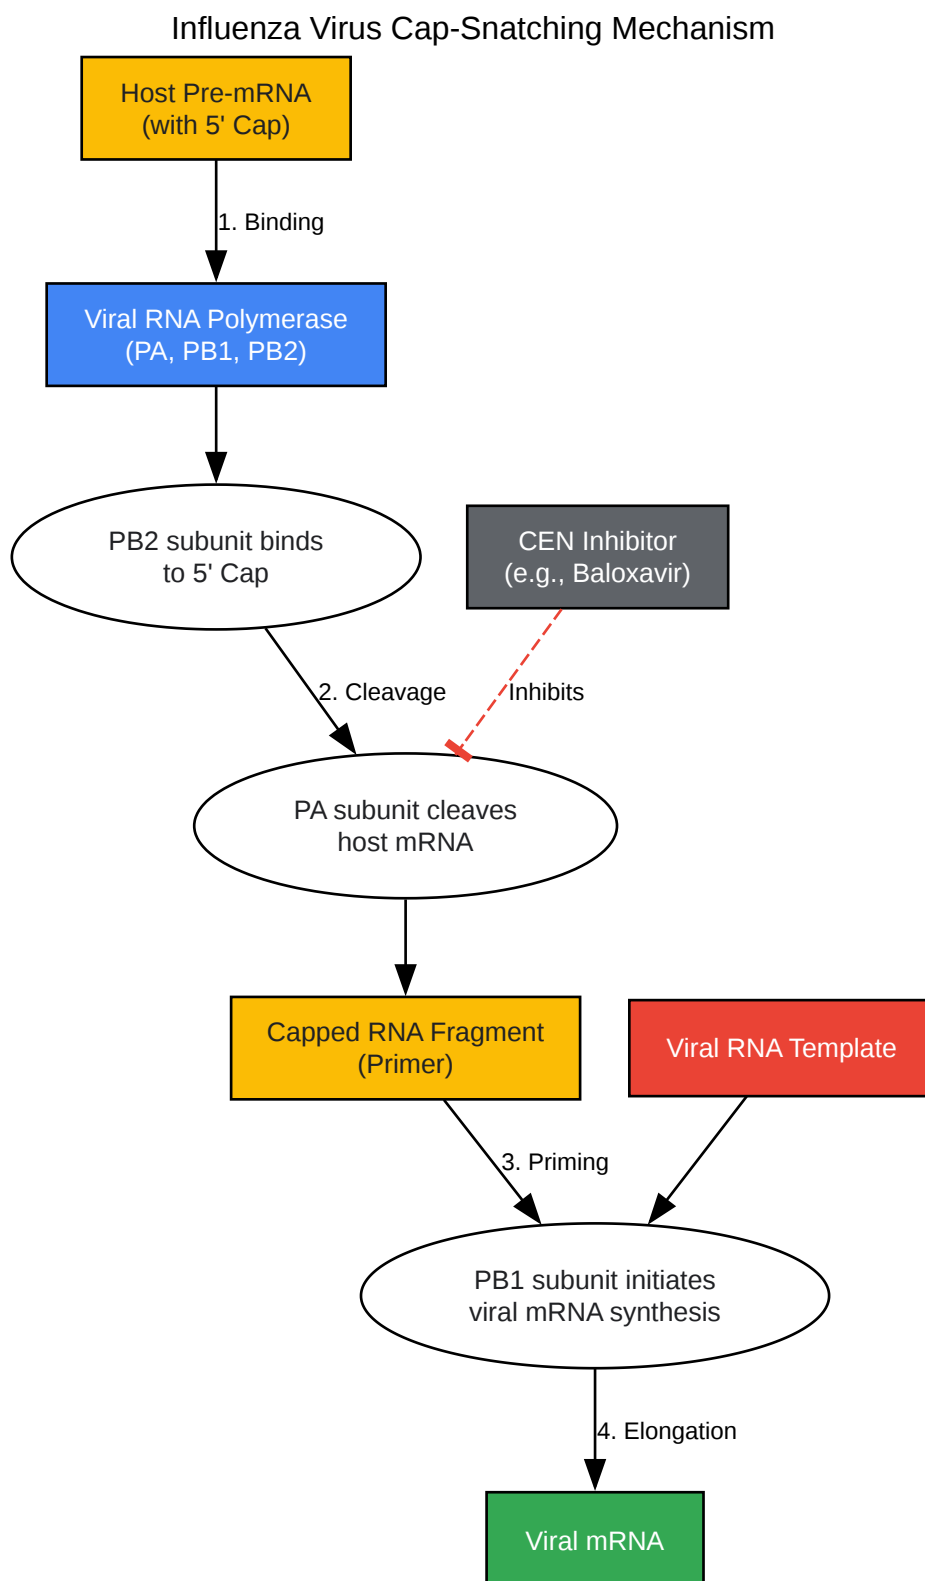 Influenza Virus Cap-Snatching Mechanism
Host Pre-mRNA
(with 5' Cap)
1. Binding
Viral RNA Polymerase
(PA, PB1, PB2)
PB2 subunit binds
to 5' Cap
CEN Inhibitor
(e.g., Baloxavir)
2. Cleavage
Inhibits
PA subunit cleaves
host mRNA
Capped RNA Fragment
(Primer)
Viral RNA Template
3. Priming
PB1 subunit initiates
viral mRNA synthesis
4. Elongation
Viral mRNA